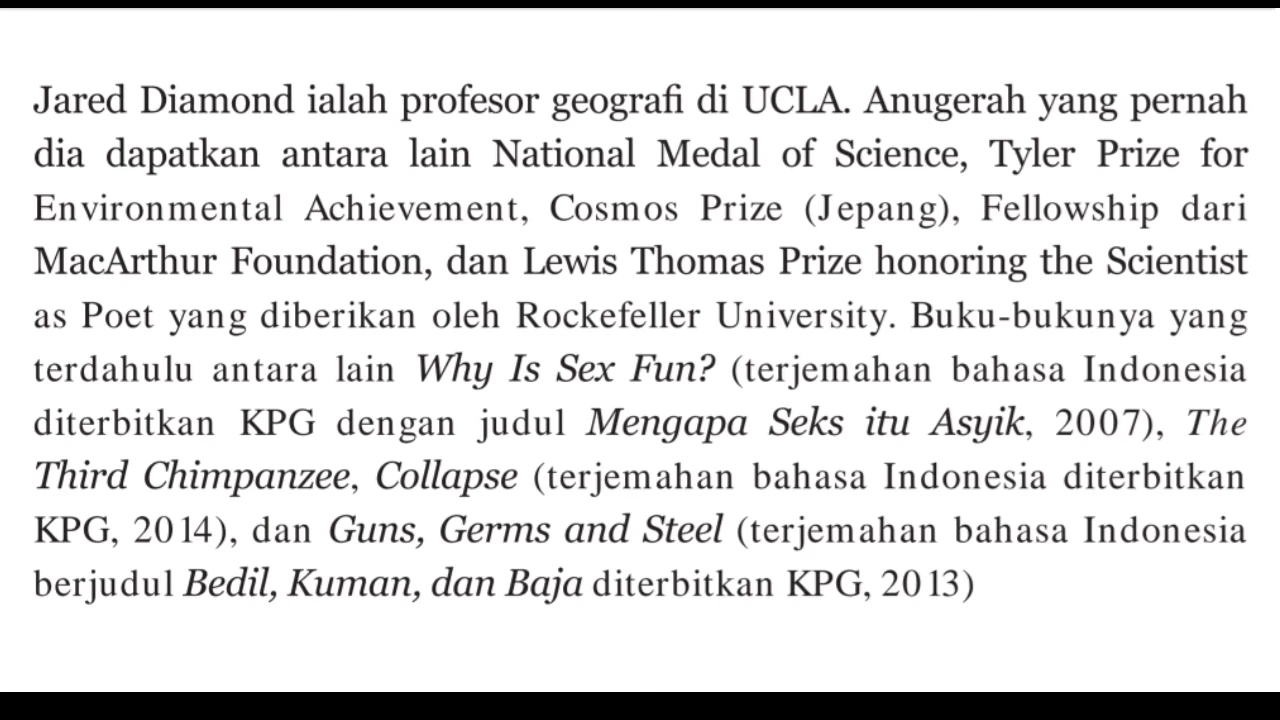 Jared Diamond ialah profesor geografi di UCLA. Anugerah yang pernah
dia dapatkan antara lain National Medal of Science, Tyler Prize for
Environmental Achievement, Cosmos Prize (Jepang), Fellowship dari
MacArthur Foundation, dan Lewis Thomas Prize honoring the Scientist
as Poet yang diberikan oleh Rockefeller University. Buku-bukunya yang
terdahulu antara lain Why Is Sex Fun? (terjemahan bahasa Indonesia
diterbitkan KPG dengan judul Mengapa Seks itu Asyik, 2007), The
Third Chimpanzee, Collapse (terjemahan bahasa Indonesia diterbitkan
KPG, 2014), dan Guns, Germs and Steel (terjemahan bahasa Indonesia
berjudul Bedil, Kuman, dan Baja diterbitkan KPG, 2013)